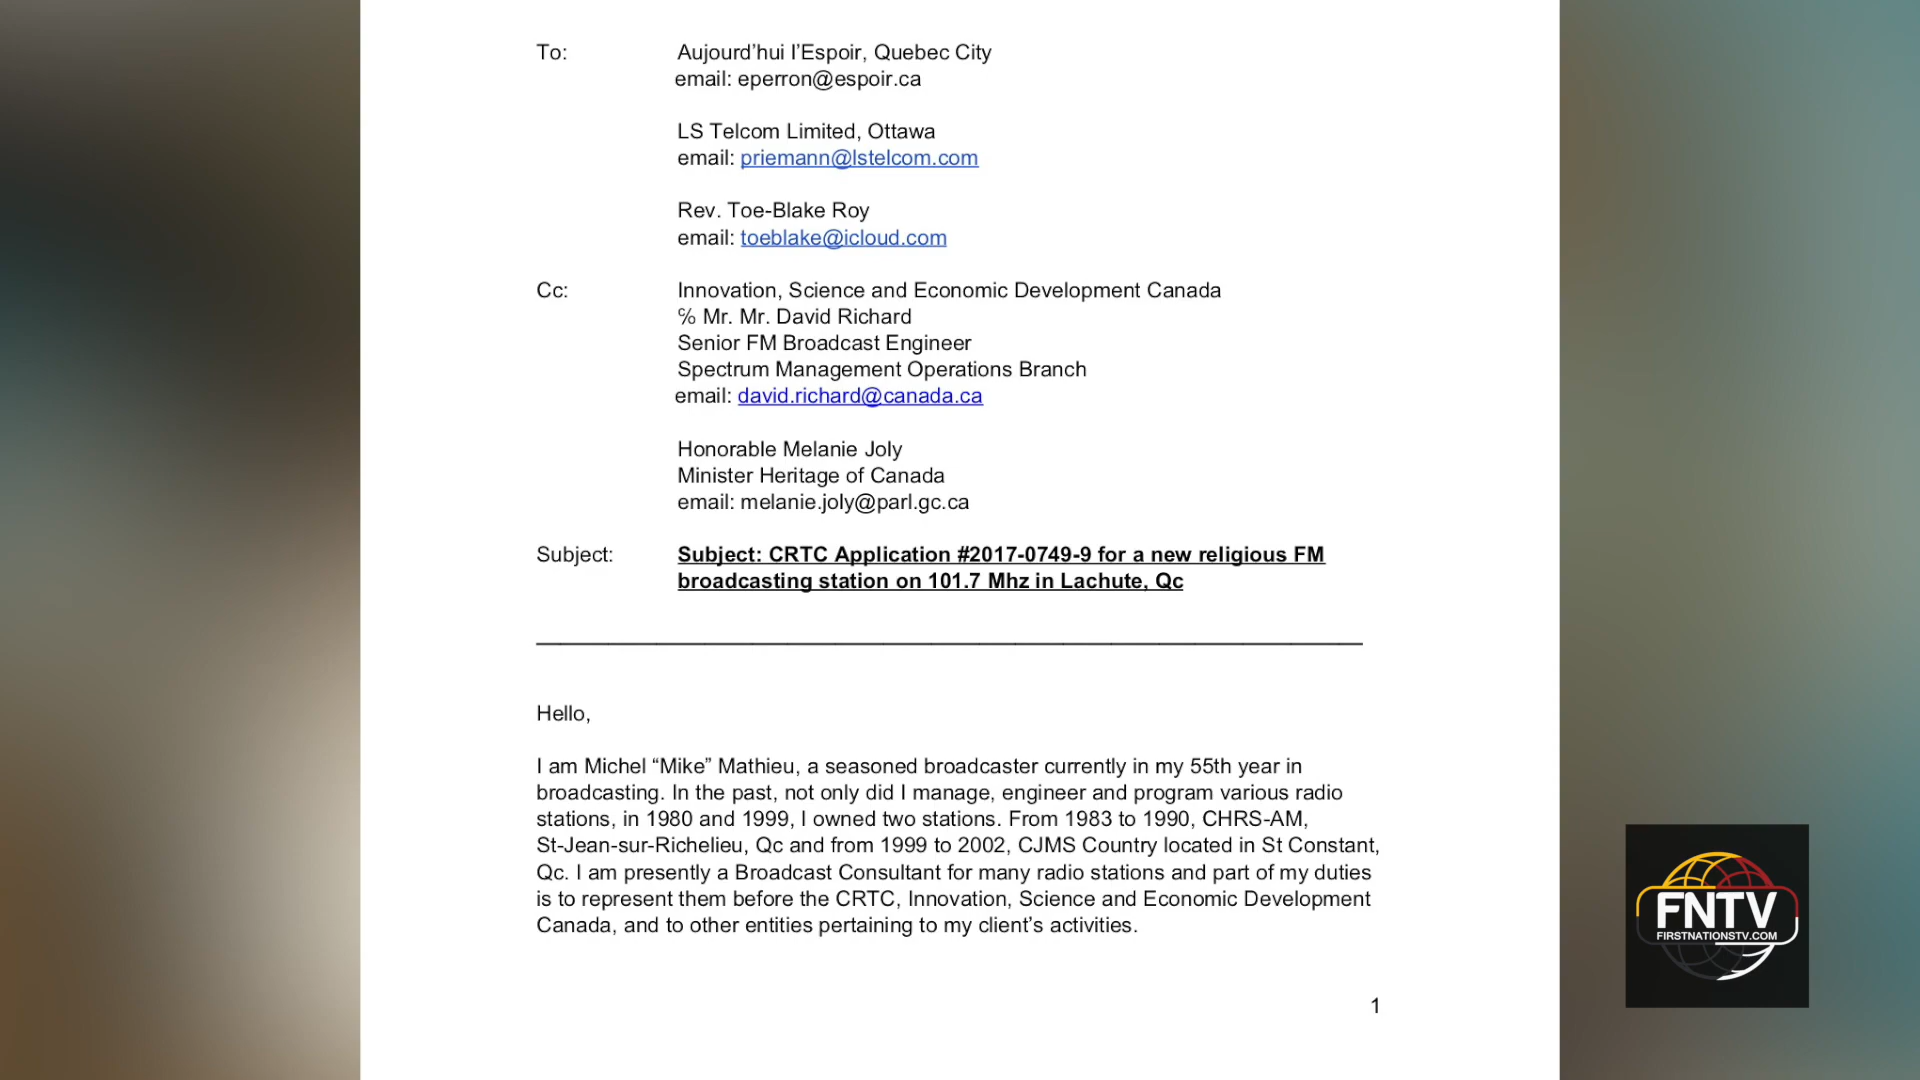 To: Aujourd’hui l’Espoir, Quebec City
email: eperron@espoir.ca
LS Telcom Limited, Ottawa
email: priemann@lstelcom.com
Rev. Toe-Blake Roy
email: toeblake@icloud.com
Cc: Innovation, Science and Economic Development Canada
℅ Mr. Mr. David Richard
Senior FM Broadcast Engineer
Spectrum Management Operations Branch
email: david.richard@canada.ca
Honorable Melanie Joly
Minister Heritage of Canada
email: melanie.joly@parl.gc.ca
Subject: Subject: CRTC Application #2017-0749-9 for a new religious FM
broadcasting station on 101.7 Mhz in Lachute, Qc
Hello,
I am Michel “Mike” Mathieu, a seasoned broadcaster currently in my 55th year in
broadcasting. In the past, not only did I manage, engineer and program various radio
stations, in 1980 and 1999, I owned two stations. From 1983 to 1990, CHRS-AM,
St-Jean-sur-Richelieu, Qc and from 1999 to 2002, CJMS Country located in St Constant,
Qc. I am presently a Broadcast Consultant for many radio stations and part of my duties
is to represent them before the CRTC, Innovation, Science and Economic Development
Canada, and to other entities pertaining to my client’s activities.
1
FNTV
FIRSTNATIONSTV.COM